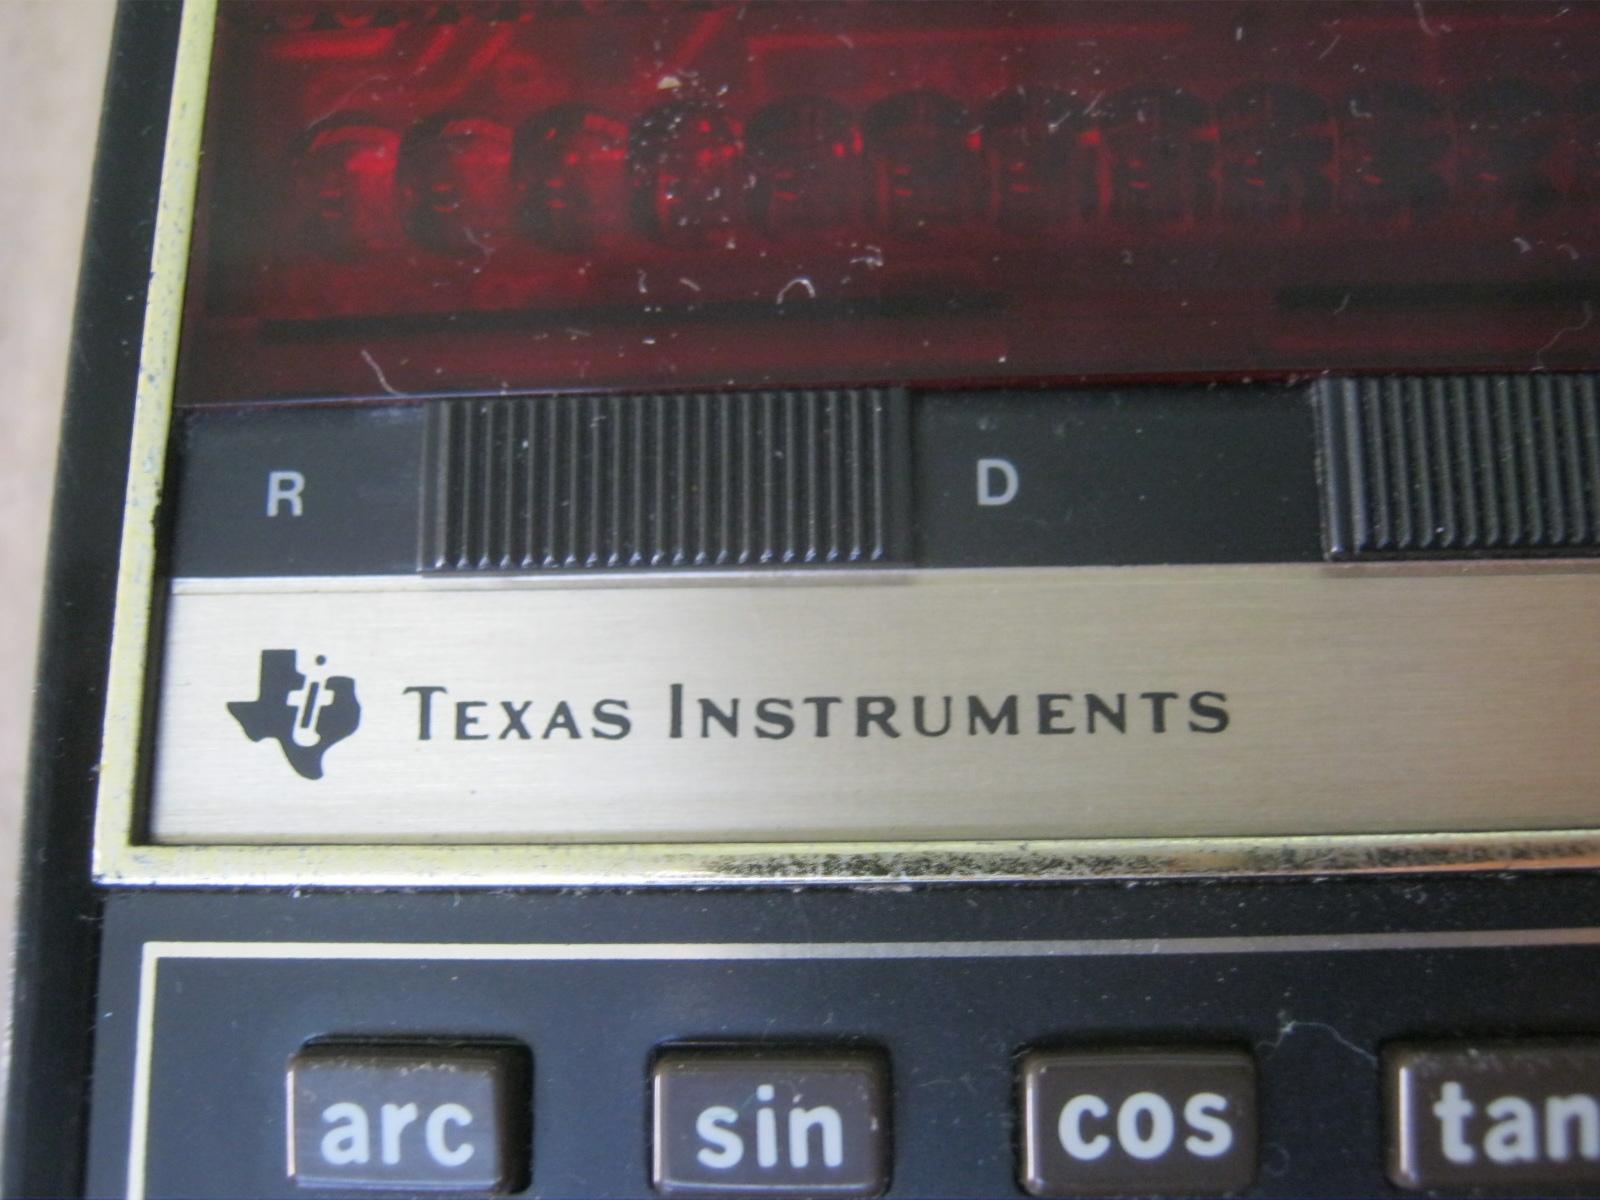 R D
TEXAS INSTRUMENTS
arc sin cos tan